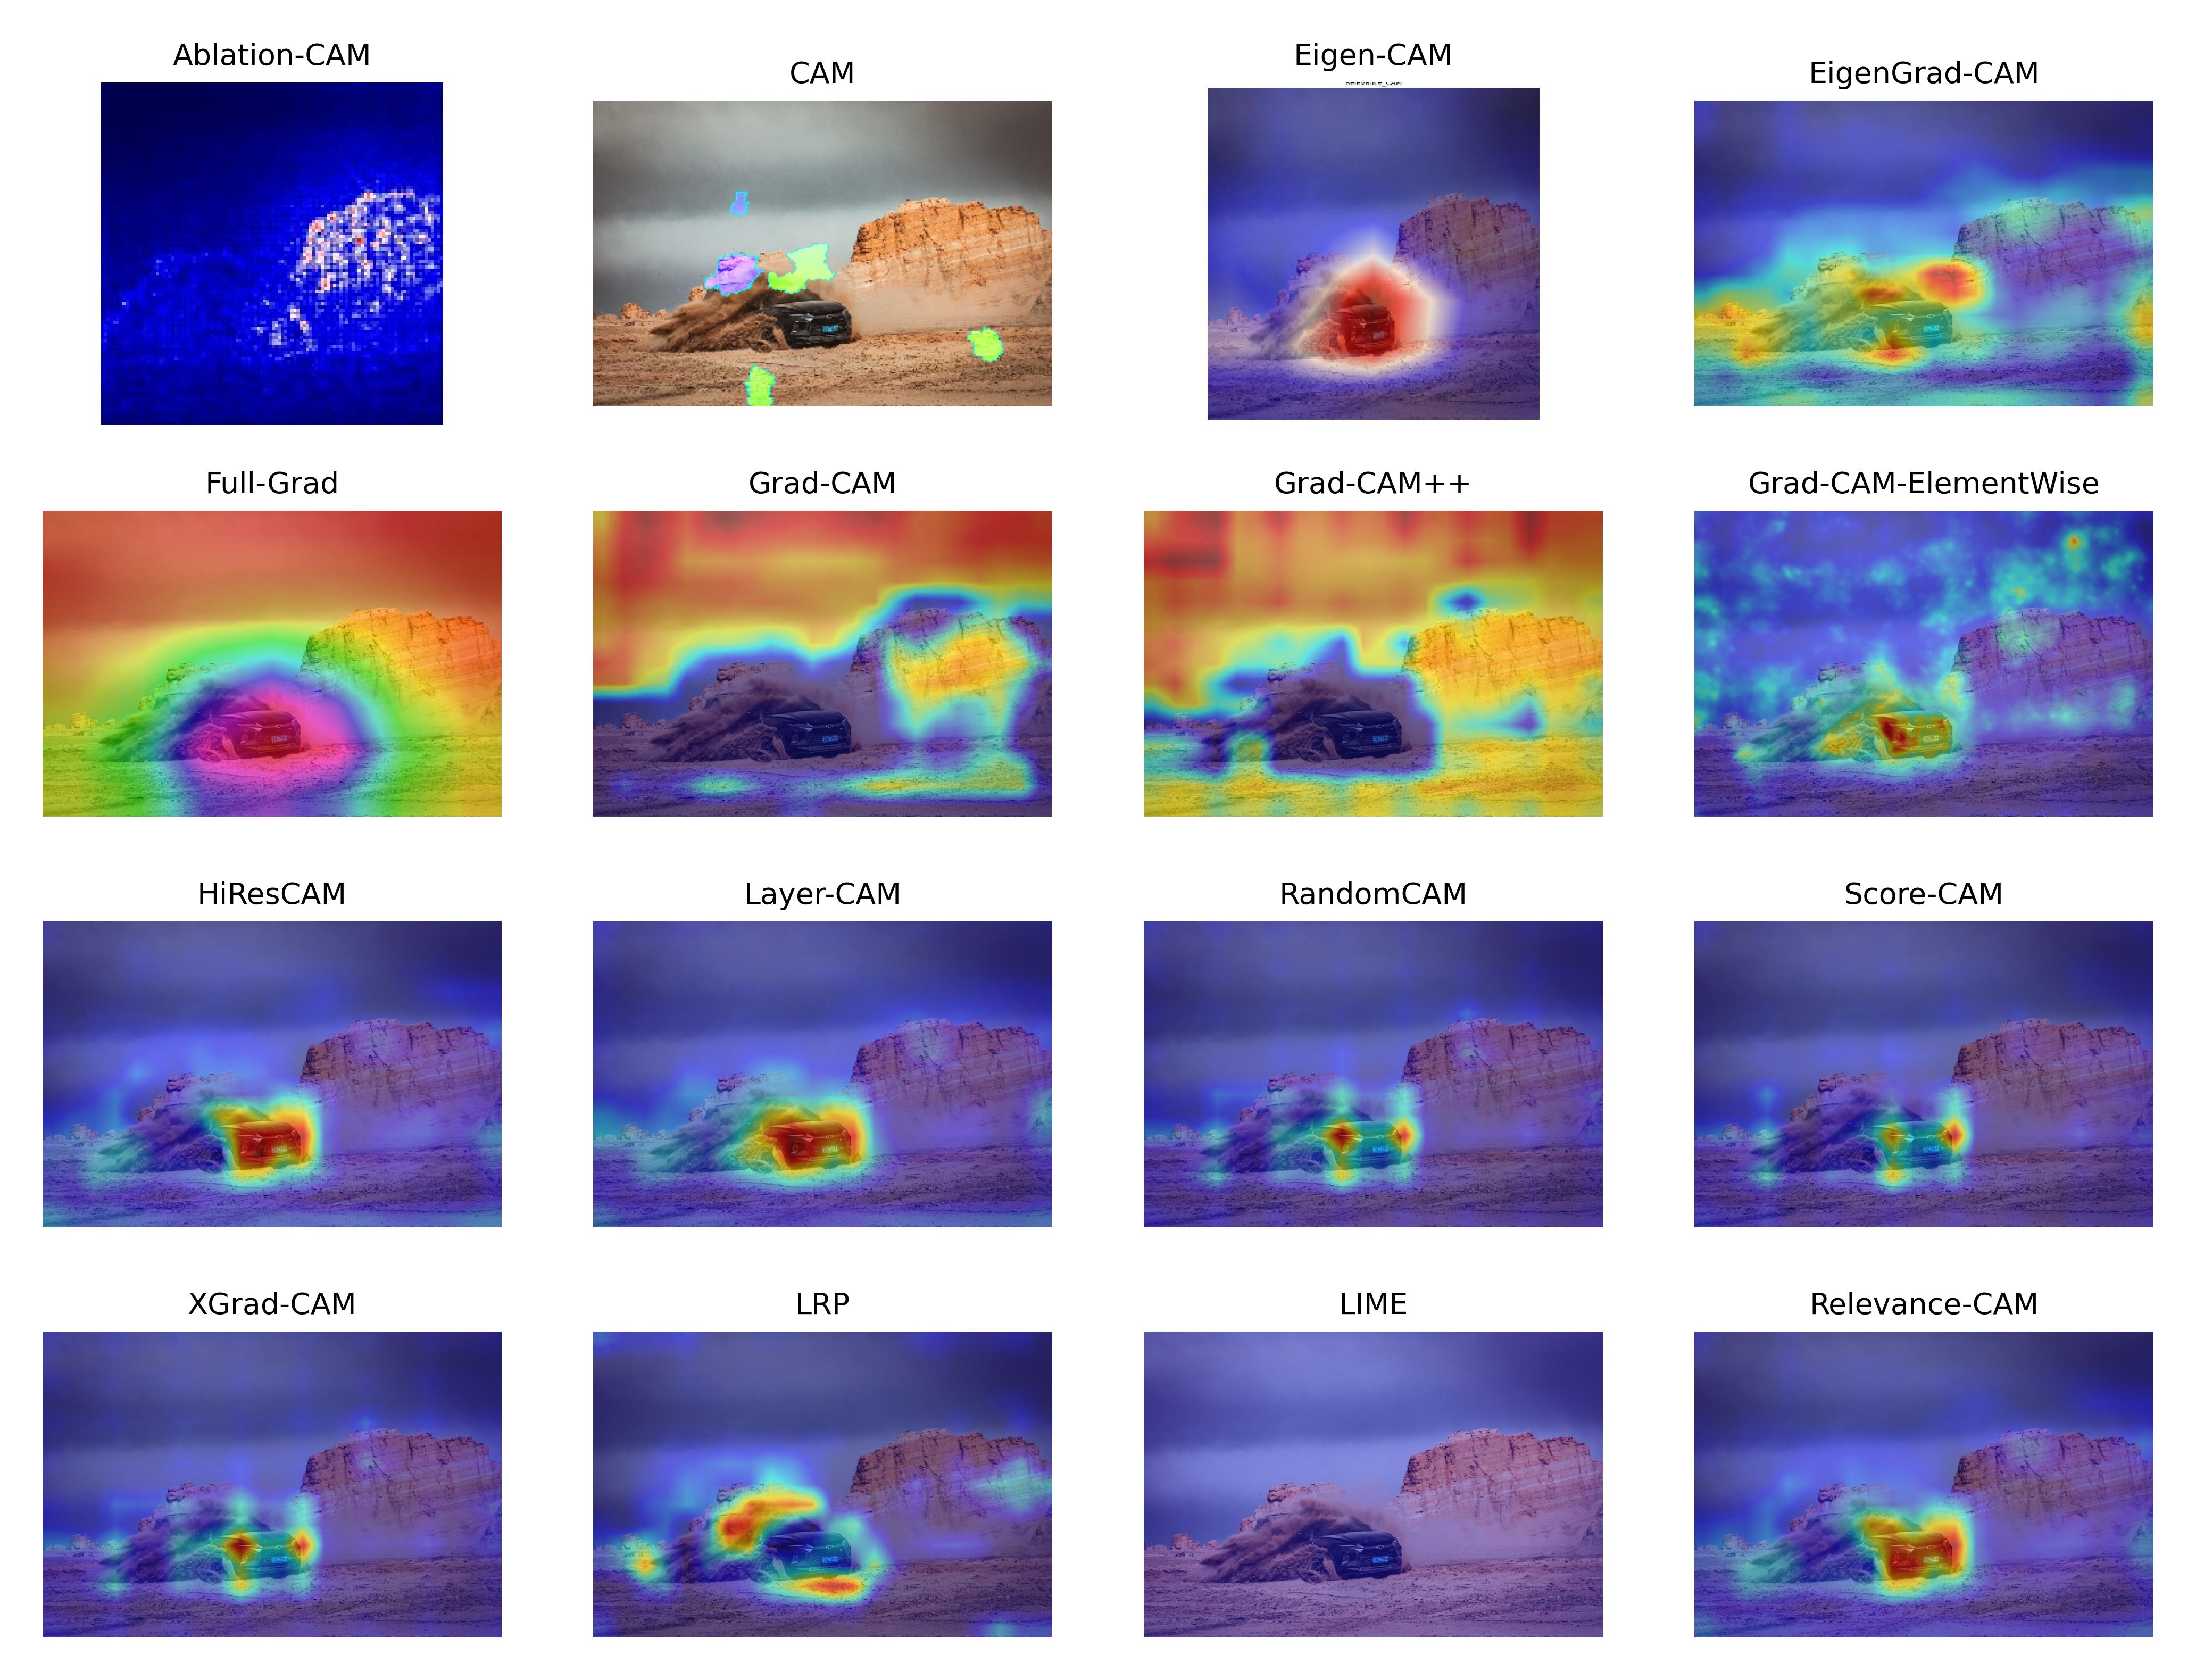 Ablation-CAM
CAM
Eigen-CAM
EigenGrad-CAM
Relevance_CAM
Full-Grad
Grad-CAM
Grad-CAM++
Grad-CAM-ElementWise
HiResCAM
Layer-CAM
RandomCAM
Score-CAM
XGrad-CAM
LRP
LIME
Relevance-CAM